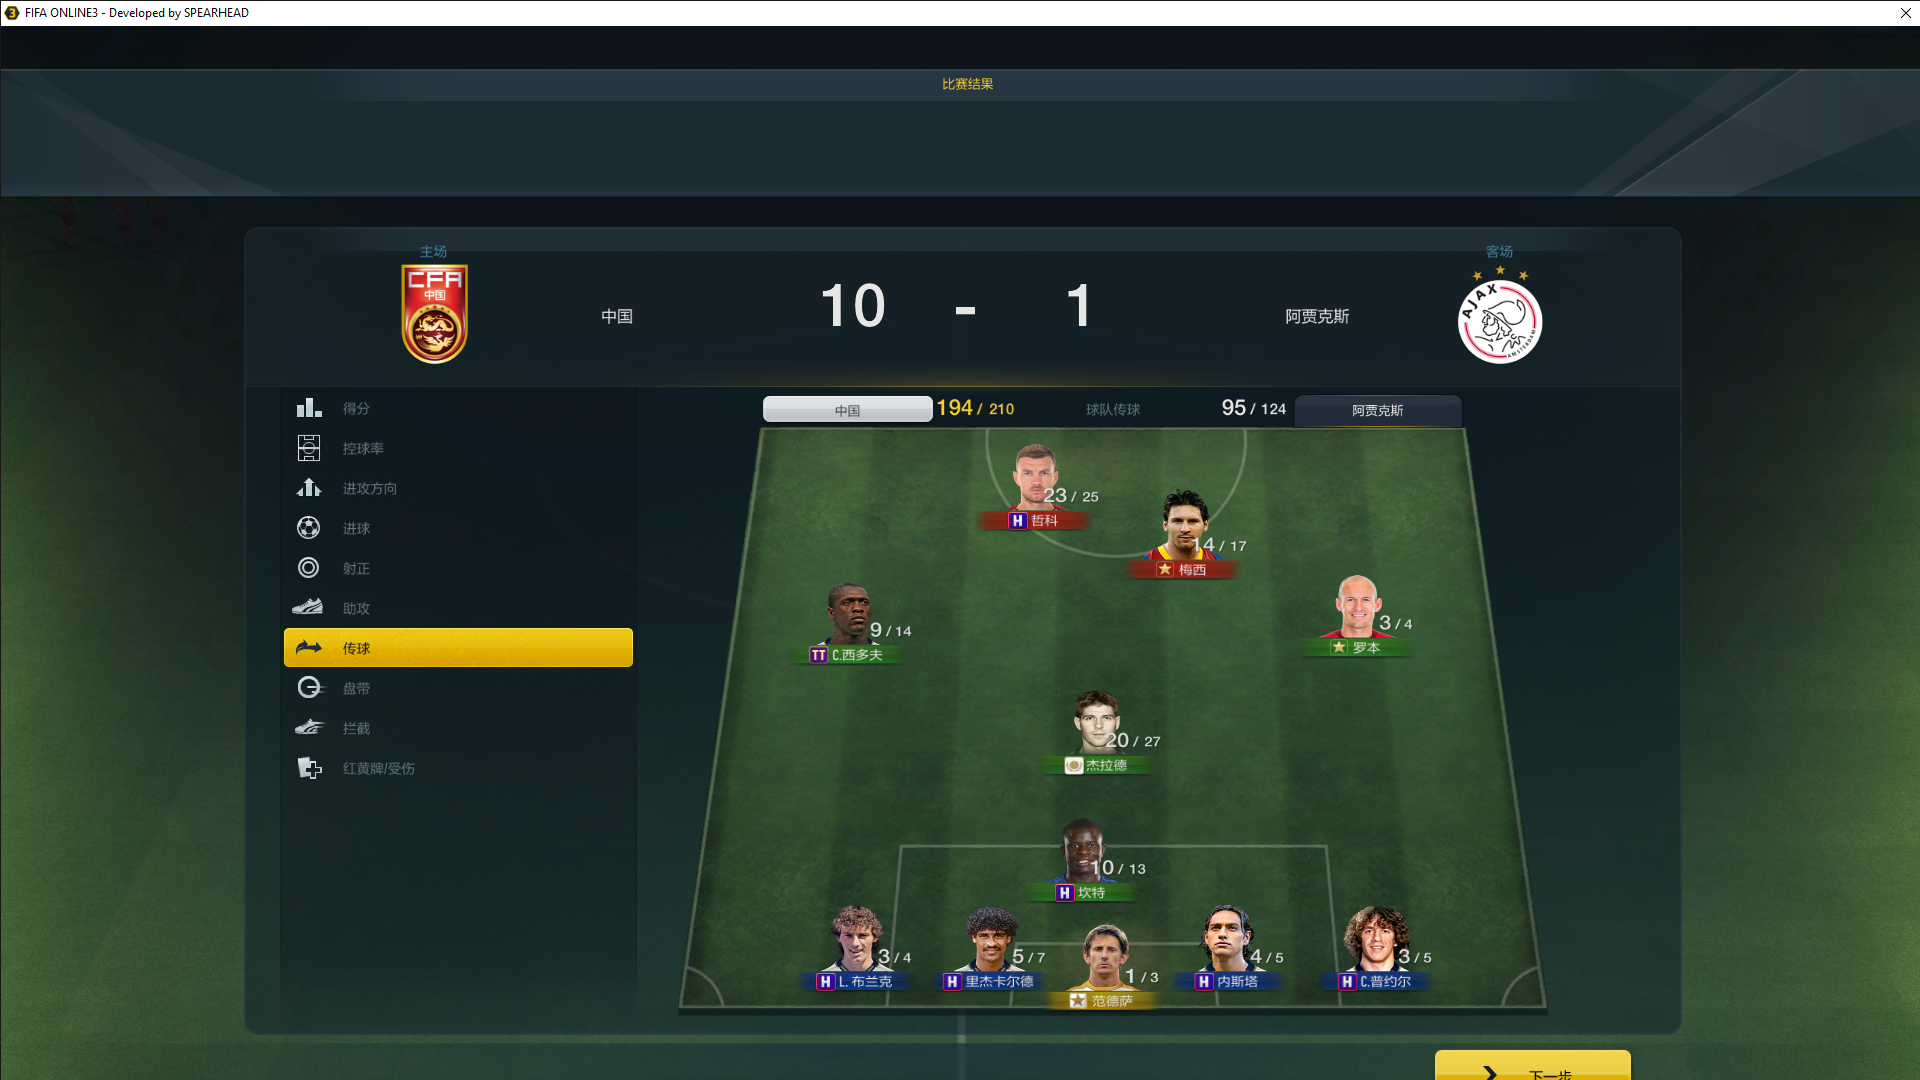 FIFA ONLINE3 - Developed by SPEARHEAD
比赛结果
主场
客场
CFA
中国
AJAX
AMSTERDAM
中国
10 - 1
阿贾克斯
得分
控球率
进攻方向
进球
射正
助攻
传球
盘带
拦截
红黄牌/受伤
中国
194 / 210
球队传球
95 / 124
阿贾克斯
23 / 25
H 哲科
14 / 17
梅西
9 / 14
TT C.西多夫
3 / 4
罗本
20 / 27
杰拉德
10 / 13
H 坎特
3 / 4
H L. 布兰克
5 / 7
H 里杰卡尔德
1 / 3
范德萨
4 / 5
H 内斯塔
3 / 5
H C.普约尔
下一步